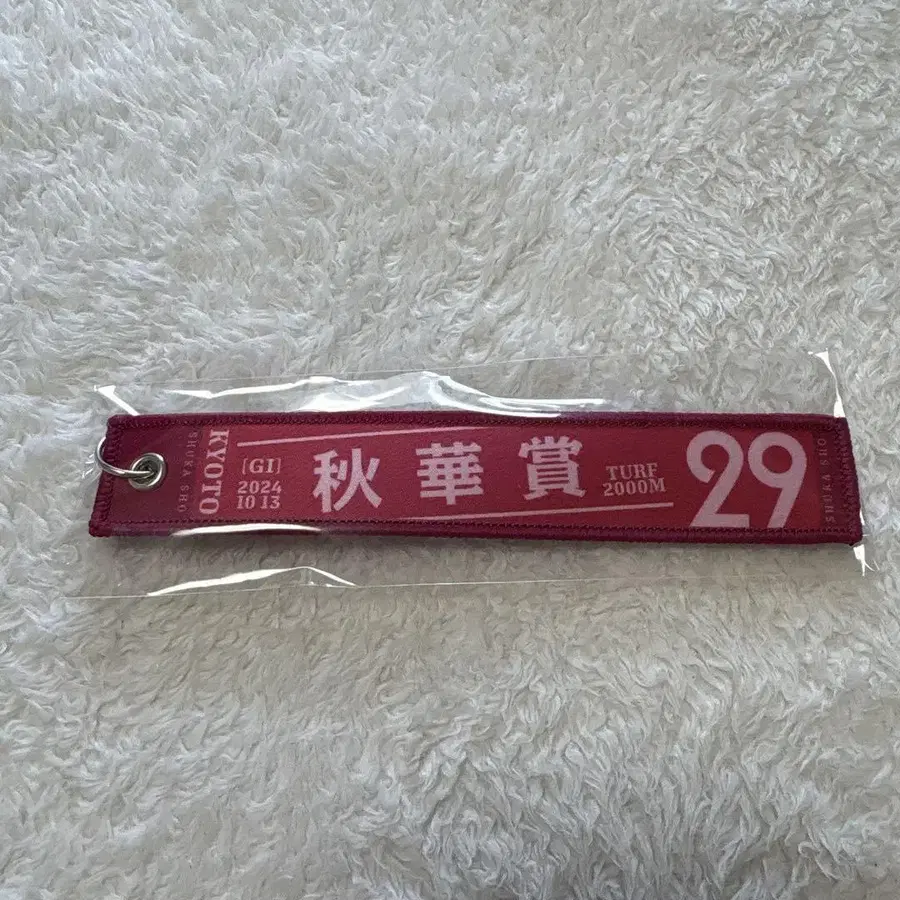 KYOTO
SHUKA SHO
[GI]
2024
10 13
秋華賞
TURF
2000M
29
SHUKA SHO